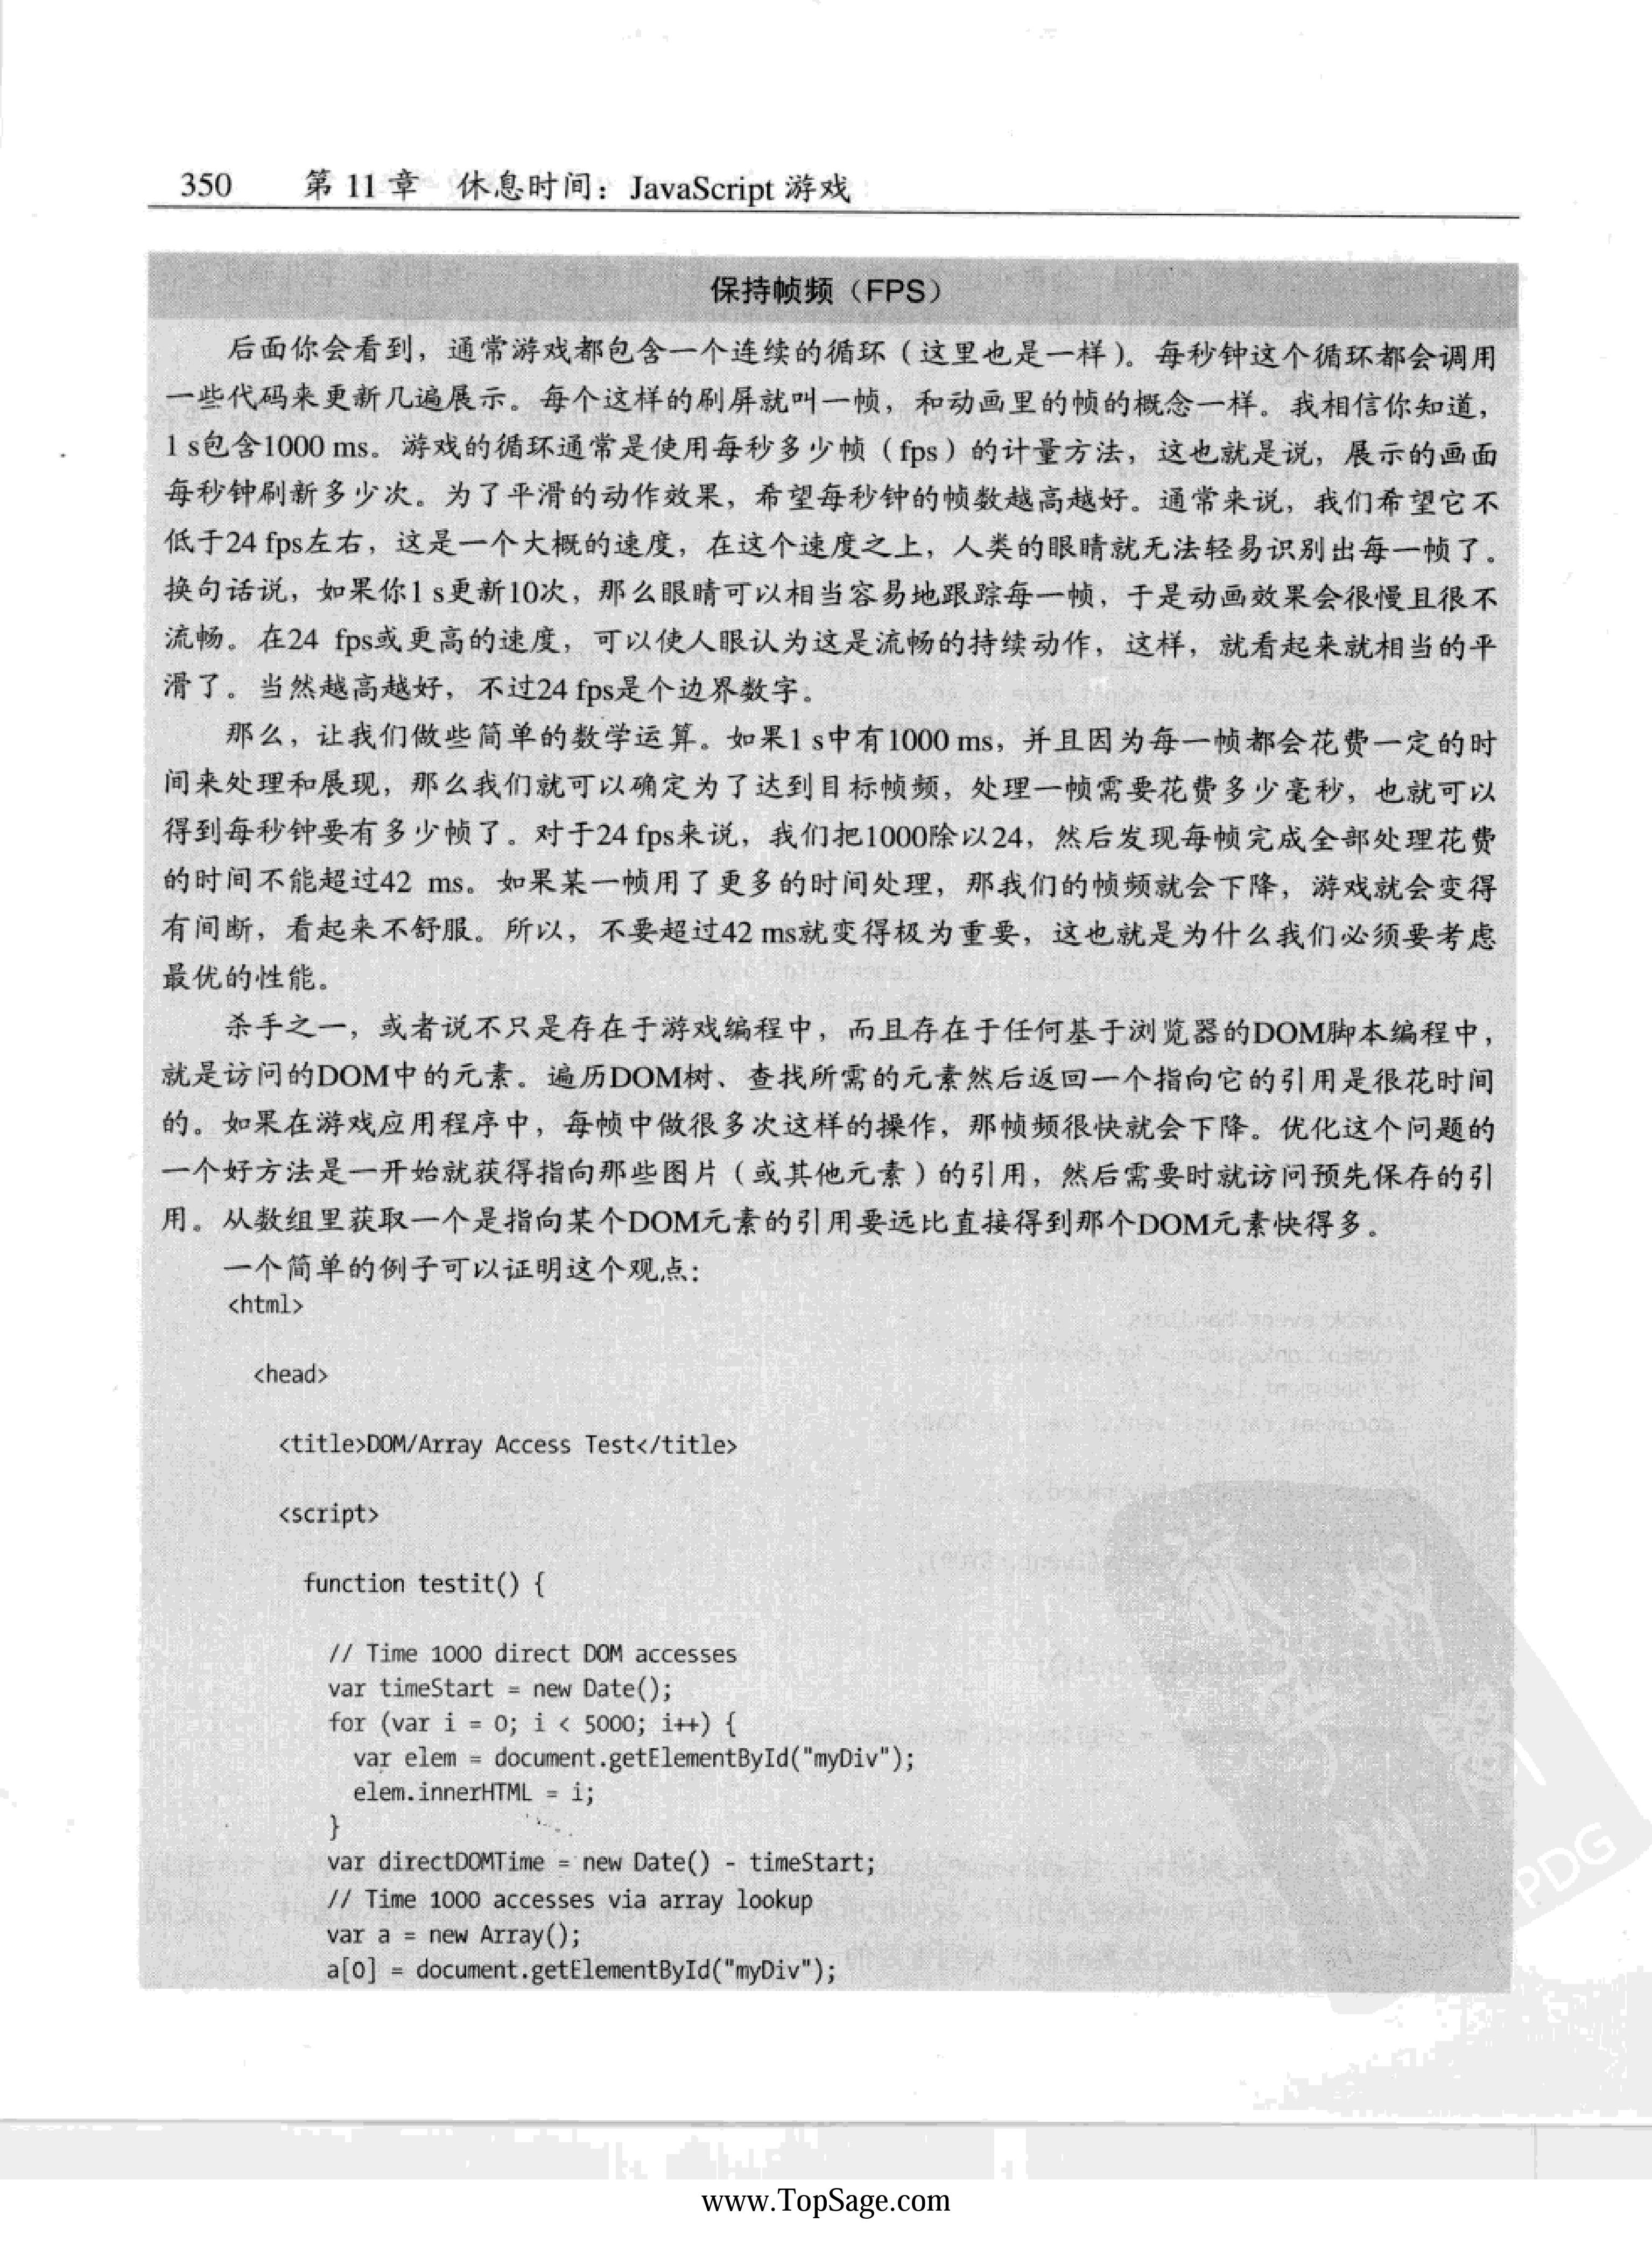 350 第 11 章 休息时间：JavaScript 游戏
保持帧频（FPS）
后面你会看到，通常游戏都包含一个连续的循环（这里也是一样）。每秒钟这个循环都会调用
一些代码来更新几遍展示。每个这样的刷屏就叫一帧，和动画里的帧的概念一样。我相信你知道，
1 s包含1000 ms。游戏的循环通常是使用每秒多少帧（fps）的计量方法，这也就是说，展示的画面
每秒钟刷新多少次。为了平滑的动作效果，希望每秒钟的帧数越高越好。通常来说，我们希望它不
低于24 fps左右，这是一个大概的速度，在这个速度之上，人类的眼睛就无法轻易识别出每一帧了。
换句话说，如果你1 s更新10次，那么眼睛可以相当容易地跟踪每一帧，于是动画效果会很慢且很不
流畅。在24 fps或更高的速度，可以使人眼认为这是流畅的持续动作，这样，就看起来就相当的平
滑了。当然越高越好，不过24 fps是个边界数字。
那么，让我们做些简单的数学运算。如果1 s中有1000 ms，并且因为每一帧都会花费一定的时
间来处理和展现，那么我们就可以确定为了达到目标帧频，处理一帧需要花费多少毫秒，也就可以
得到每秒钟要有多少帧了。对于24 fps来说，我们把1000除以24，然后发现每帧完成全部处理花费
的时间不能超过42 ms。如果某一帧用了更多的时间处理，那我们的帧频就会下降，游戏就会变得
有间断，看起来不舒服。所以，不要超过42 ms就变得极为重要，这也就是为什么我们必须要考虑
最优的性能。
杀手之一，或者说不只是存在于游戏编程中，而且存在于任何基于浏览器的DOM脚本编程中，
就是访问的DOM中的元素。遍历DOM树、查找所需的元素然后返回一个指向它的引用是很花时间
的。如果在游戏应用程序中，每帧中做很多次这样的操作，那帧频很快就会下降。优化这个问题的
一个好方法是一开始就获得指向那些图片（或其他元素）的引用，然后需要时就访问预先保存的引
用。从数组里获取一个是指向某个DOM元素的引用要远比直接得到那个DOM元素快得多。
一个简单的例子可以证明这个观点：
<html>
<head>
<title>DOM/Array Access Test</title>
<script>
function testit() {
// Time 1000 direct DOM accesses
var timeStart = new Date();
for (var i = 0; i < 5000; i++) {
var elem = document.getElementById("myDiv");
elem.innerHTML = i;
}
var directDOMTime = new Date() - timeStart;
// Time 1000 accesses via array lookup
var a = new Array();
a[0] = document.getElementById("myDiv");
PDG
www.TopSage.com